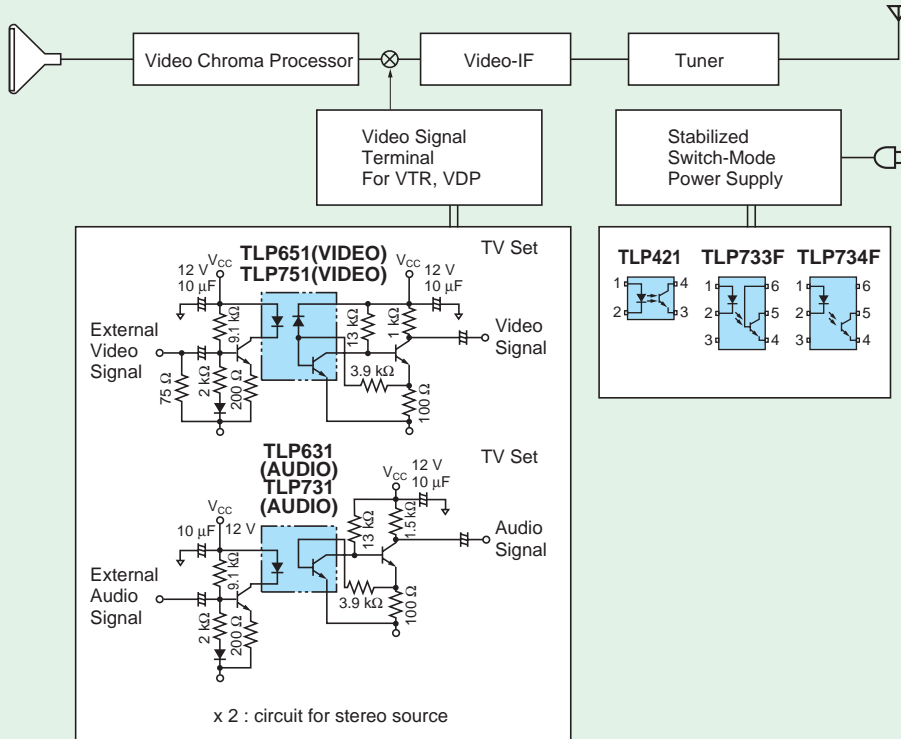 Video Chroma Processor
Video-IF
Tuner
Video Signal
Terminal
For VTR, VDP
Stabilized
Switch-Mode
Power Supply
TLP651(VIDEO)
TLP751(VIDEO)
TV Set
12 V
10 µF
VCC
VCC
12 V
10 µF
9.1 kΩ
13 kΩ
1 kΩ
External
Video
Signal
Video
Signal
75 Ω
2 kΩ
200 Ω
3.9 kΩ
100 Ω
TLP631
(AUDIO)
TLP731
(AUDIO)
TV Set
VCC
12 V
10 µF
VCC
10 µF
12 V
9.1 kΩ
13 kΩ
1.5 kΩ
Audio
Signal
External
Audio
Signal
2 kΩ
200 Ω
3.9 kΩ
100 Ω
x 2 : circuit for stereo source
TLP421
1
2
4
3
TLP733F
1
2
3
6
5
4
TLP734F
1
2
3
6
5
4